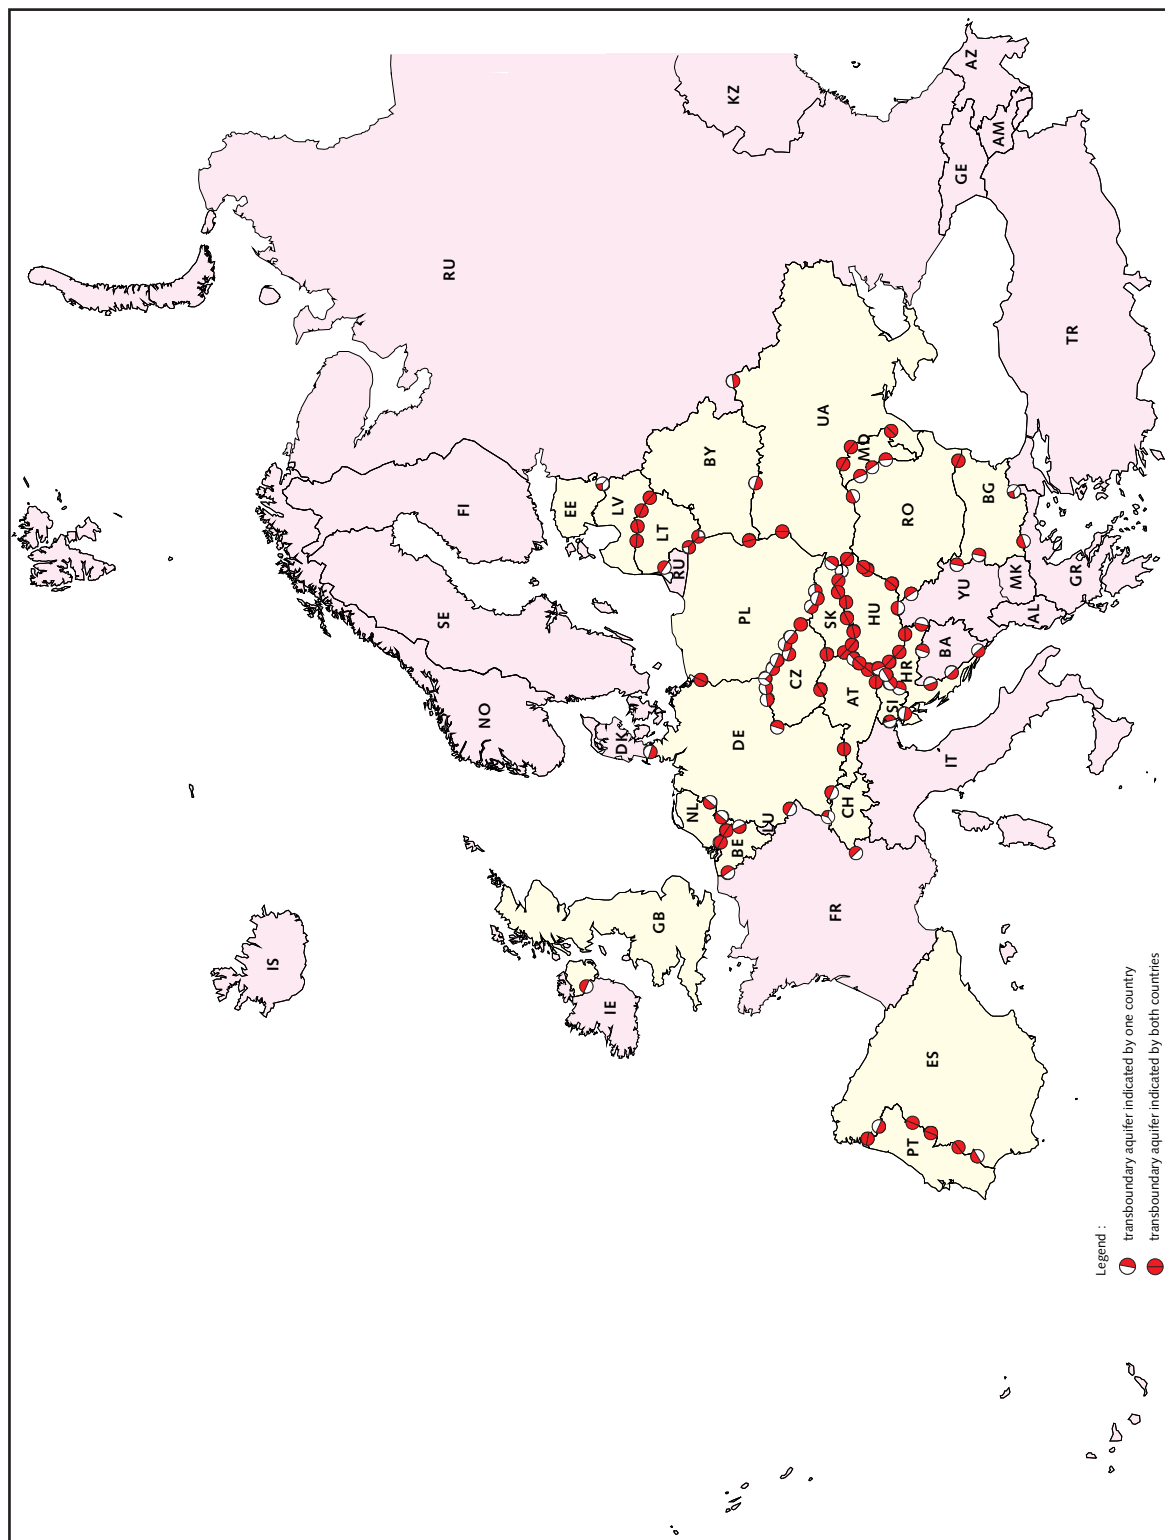 IS
NO
SE
FI
RU
EE
LV
LT
RU
BY
DK
IE
GB
NL
BE
LU
DE
PL
CZ
SK
UA
KZ
FR
CH
AT
HU
MD
RO
SI
HR
BA
YU
BG
MK
AL
GR
IT
PT
ES
TR
GE
AM
AZ
Legend :
transboundary aquifer indicated by one country
transboundary aquifer indicated by both countries